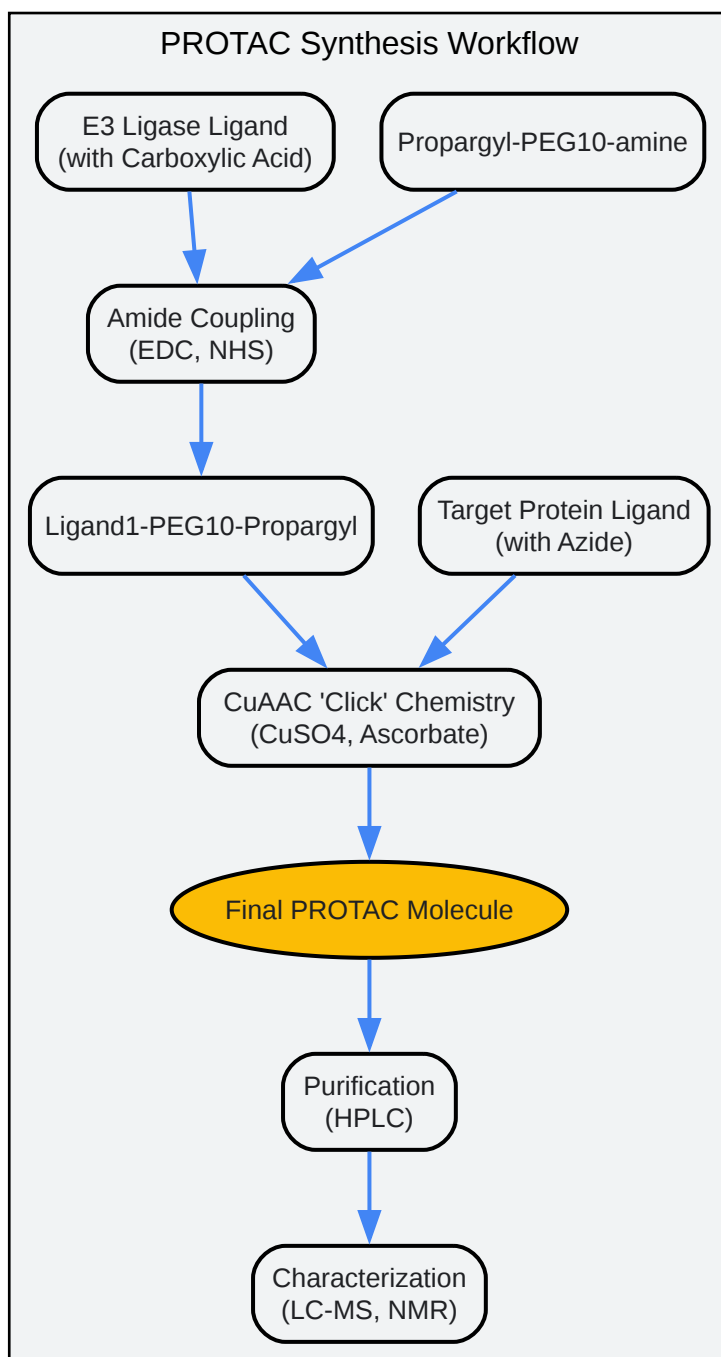 PROTAC Synthesis Workflow
E3 Ligase Ligand
(with Carboxylic Acid)
Propargyl-PEG10-amine
Amide Coupling
(EDC, NHS)
Ligand1-PEG10-Propargyl
Target Protein Ligand
(with Azide)
CuAAC 'Click' Chemistry
(CuSO4, Ascorbate)
Final PROTAC Molecule
Purification
(HPLC)
Characterization
(LC-MS, NMR)